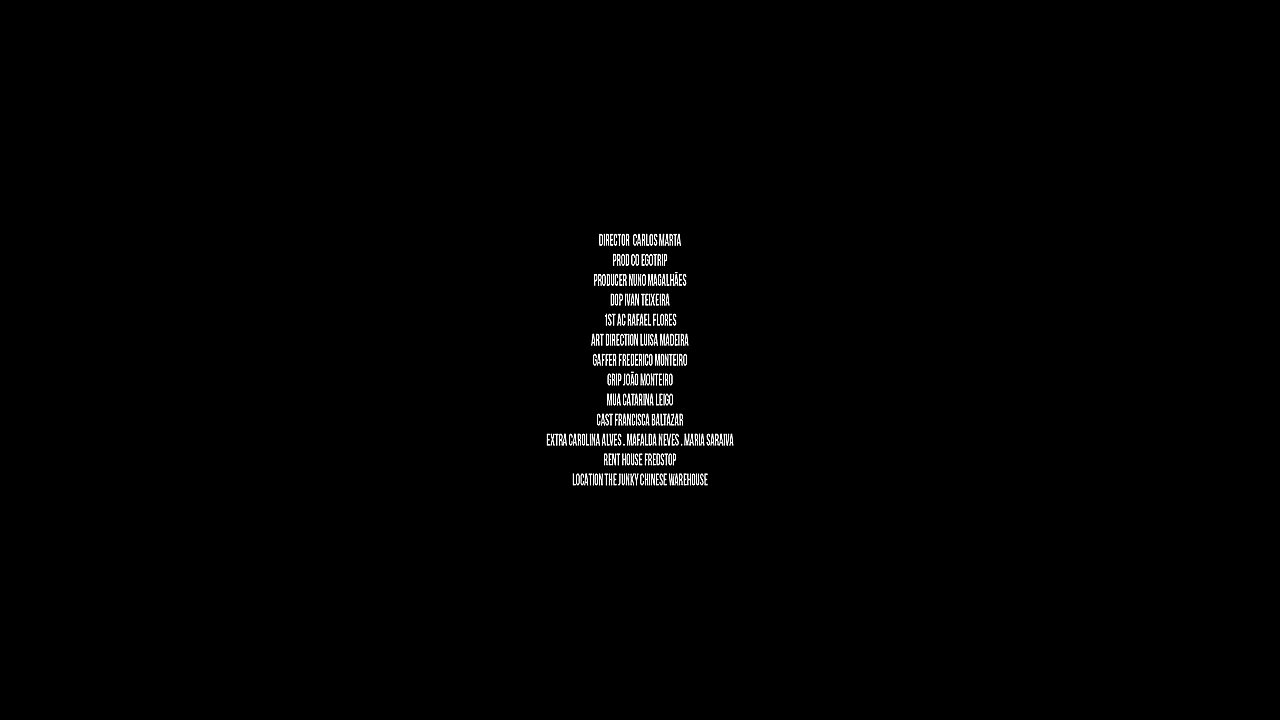 DIRECTOR CARLOS MARTA
PROD CO EGOTRIP
PRODUCER NUNO MAGALHÃES
DOP IVAN TEIXEIRA
1ST AC RAFAEL FLORES
ART DIRECTION LUISA MADEIRA
GAFFER FREDERICO MONTEIRO
GRIP JOÃO MONTEIRO
MUA CATARINA LEIGO
CAST FRANCISCA BALTAZAR
EXTRA CAROLINA ALVES . MAFALDA NEVES . MARIA SARAIVA
RENT HOUSE FREDSTOP
LOCATION THE JUNKY CHINESE WAREHOUSE